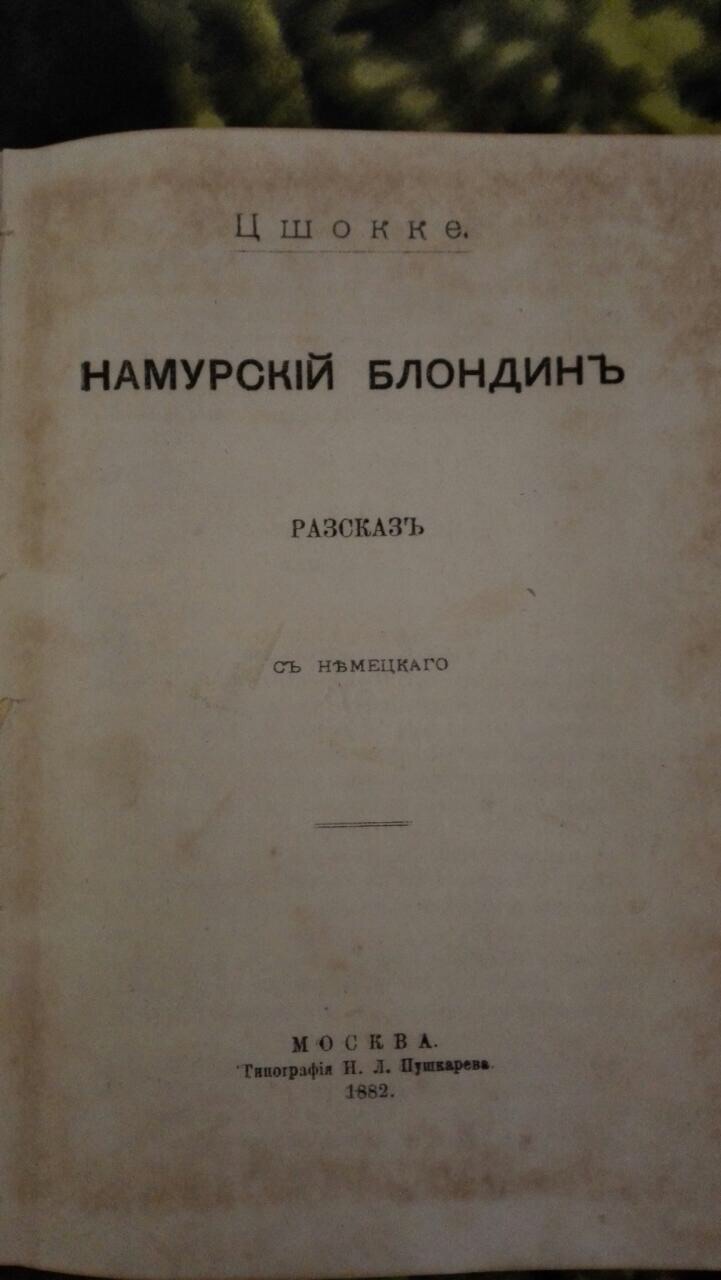 Цшокке.
НАМУРСКІЙ БЛОНДИНЪ
РАЗСКАЗЪ
СЪ НѢМЕЦКАГО
МОСКВА.
Типографія Н. Л. Пушкарева.
1882.